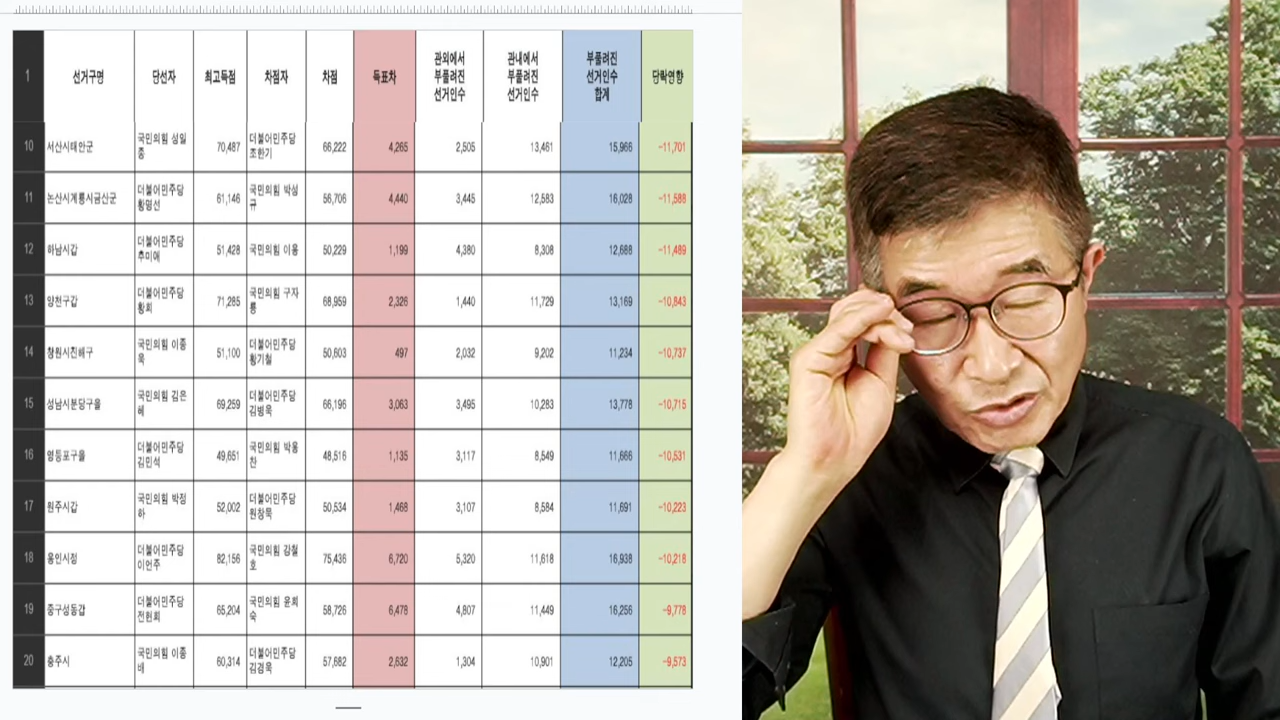 1 선거구명 당선자 최고득점 차점자 차점 득표차 관외에서 부풀려진 선거인수 관내에서 부풀려진 선거인수 부풀려진 선거인수 합계 당락영향
10 서산시태안군 국민의힘 성일종 70,487 더불어민주당 조한기 66,222 4,265 2,505 13,461 15,966 -11,701
11 논산시계룡시금산군 더불어민주당 황명선 61,146 국민의힘 박성규 56,706 4,440 3,445 12,583 16,028 -11,588
12 하남시갑 더불어민주당 추미애 51,428 국민의힘 이용 50,229 1,199 4,380 8,308 12,688 -11,489
13 양천구갑 더불어민주당 황희 71,285 국민의힘 구자룡 68,959 2,326 1,440 11,729 13,169 -10,843
14 창원시진해구 국민의힘 이종욱 51,100 더불어민주당 황기철 50,603 497 2,032 9,202 11,234 -10,737
15 성남시분당구을 국민의힘 김은혜 69,259 더불어민주당 김병욱 66,196 3,063 3,495 10,283 13,778 -10,715
16 영등포구을 더불어민주당 김민석 49,651 국민의힘 박용찬 48,516 1,135 3,117 8,549 11,666 -10,531
17 원주시갑 국민의힘 박정하 52,002 더불어민주당 원창묵 50,534 1,468 3,107 8,584 11,691 -10,223
18 용인시정 더불어민주당 이언주 82,156 국민의힘 강철호 75,436 6,720 5,320 11,618 16,938 -10,218
19 중구성동갑 더불어민주당 전현희 65,204 국민의힘 윤희숙 58,726 6,478 4,807 11,449 16,256 -9,778
20 충주시 국민의힘 이종배 60,314 더불어민주당 김경욱 57,682 2,632 1,304 10,901 12,205 -9,573